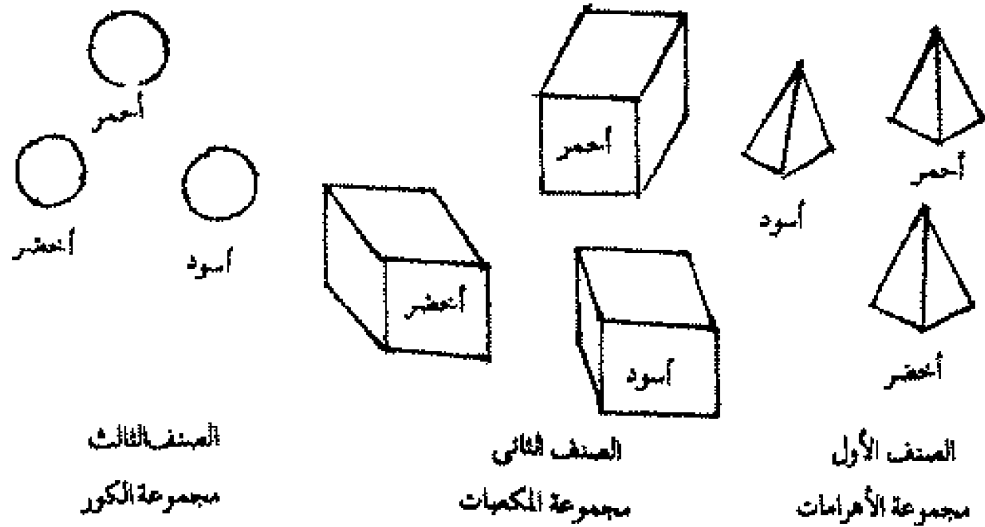 أحمر
أسود
أخضر
أحمر
أخضر
أسود
أحمر
أخضر
أسود
الصنف الأول
مجموعة الأهرامات
الصنف الثانى
مجموعة المكعبات
الصنف الثالث
مجموعة الكور